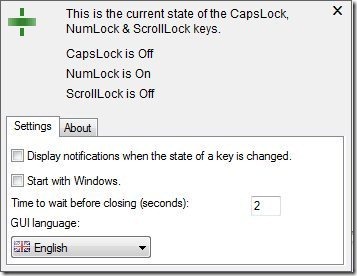 This is the current state of the CapsLock,
NumLock & ScrollLock keys.
CapsLock is Off
NumLock is On
ScrollLock is Off
Settings About
Display notifications when the state of a key is changed.
Start with Windows.
Time to wait before closing (seconds): 2
GUI language:
English